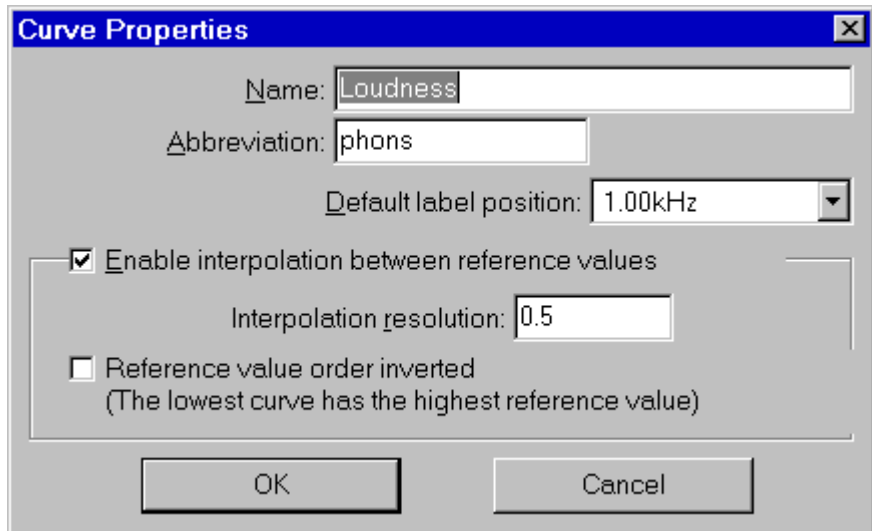 Curve Properties
Name: Loudness
Abbreviation: phons
Default label position: 1.00kHz
Enable interpolation between reference values
Interpolation resolution: 0.5
Reference value order inverted
(The lowest curve has the highest reference value)
OK Cancel